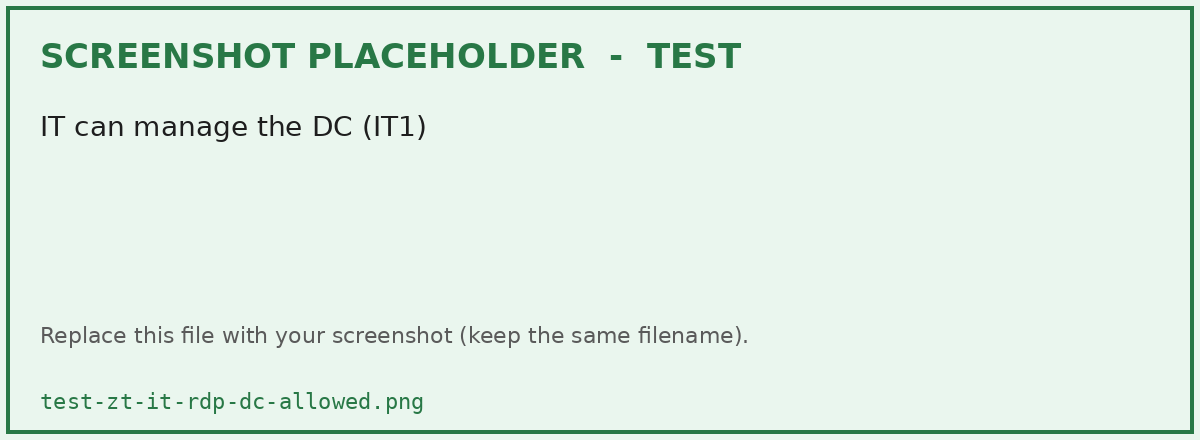 SCREENSHOT PLACEHOLDER - TEST
IT can manage the DC (IT1)
Replace this file with your screenshot (keep the same filename).
test-zt-it-rdp-dc-allowed.png